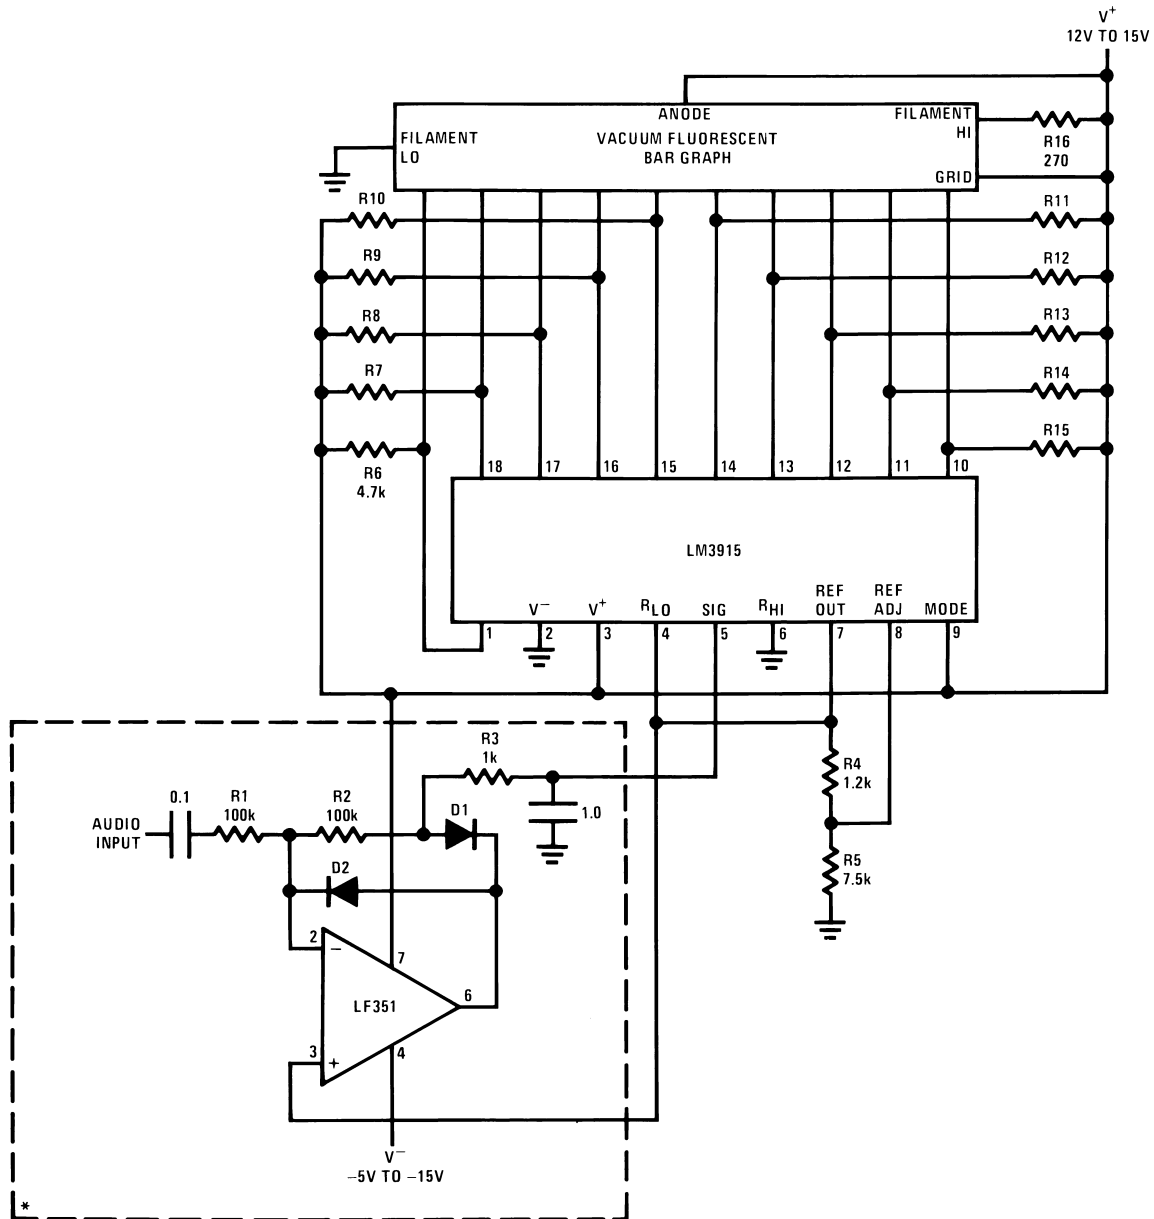 V+
12V TO 15V
ANODE
FILAMENT
HI
FILAMENT
LO
VACUUM FLUORESCENT
BAR GRAPH
R16
270
GRID
R10
R11
R9
R12
R8
R13
R7
R14
R6
4.7k
R15
18
17
16
15
14
13
12
11
10
LM3915
V−
V+
RLO
SIG
RHI
REF
OUT
REF
ADJ
MODE
1
2
3
4
5
6
7
8
9
R3
1k
R4
1.2k
0.1
R1
100k
R2
100k
D1
1.0
AUDIO
INPUT
D2
R5
7.5k
2
−
7
LF351
6
3
+
4
V−
−5V TO −15V
*